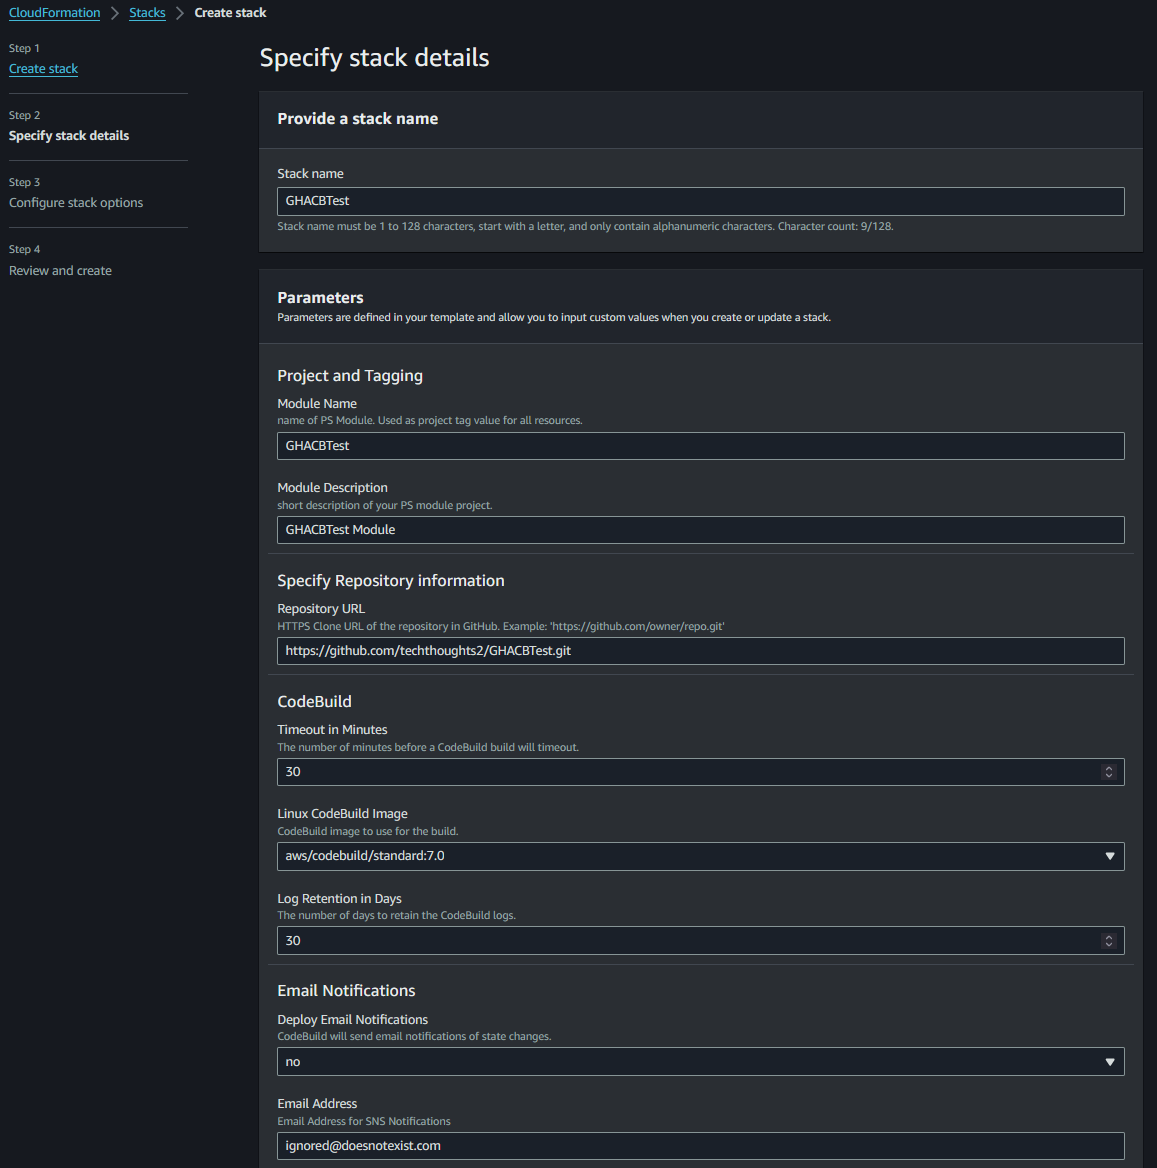 CloudFormation > Stacks > Create stack
Step 1
Create stack
Step 2
Specify stack details
Step 3
Configure stack options
Step 4
Review and create
Specify stack details
Provide a stack name
Stack name
GHACBTest
Stack name must be 1 to 128 characters, start with a letter, and only contain alphanumeric characters. Character count: 9/128.
Parameters
Parameters are defined in your template and allow you to input custom values when you create or update a stack.
Project and Tagging
Module Name
name of PS Module. Used as project tag value for all resources.
GHACBTest
Module Description
short description of your PS module project.
GHACBTest Module
Specify Repository information
Repository URL
HTTPS Clone URL of the repository in GitHub. Example: 'https://github.com/owner/repo.git'
https://github.com/techthoughts2/GHACBTest.git
CodeBuild
Timeout in Minutes
The number of minutes before a CodeBuild build will timeout.
30
Linux CodeBuild Image
CodeBuild image to use for the build.
aws/codebuild/standard:7.0
Log Retention in Days
The number of days to retain the CodeBuild logs.
30
Email Notifications
Deploy Email Notifications
CodeBuild will send email notifications of state changes.
no
Email Address
Email Address for SNS Notifications
ignored@doesnotexist.com